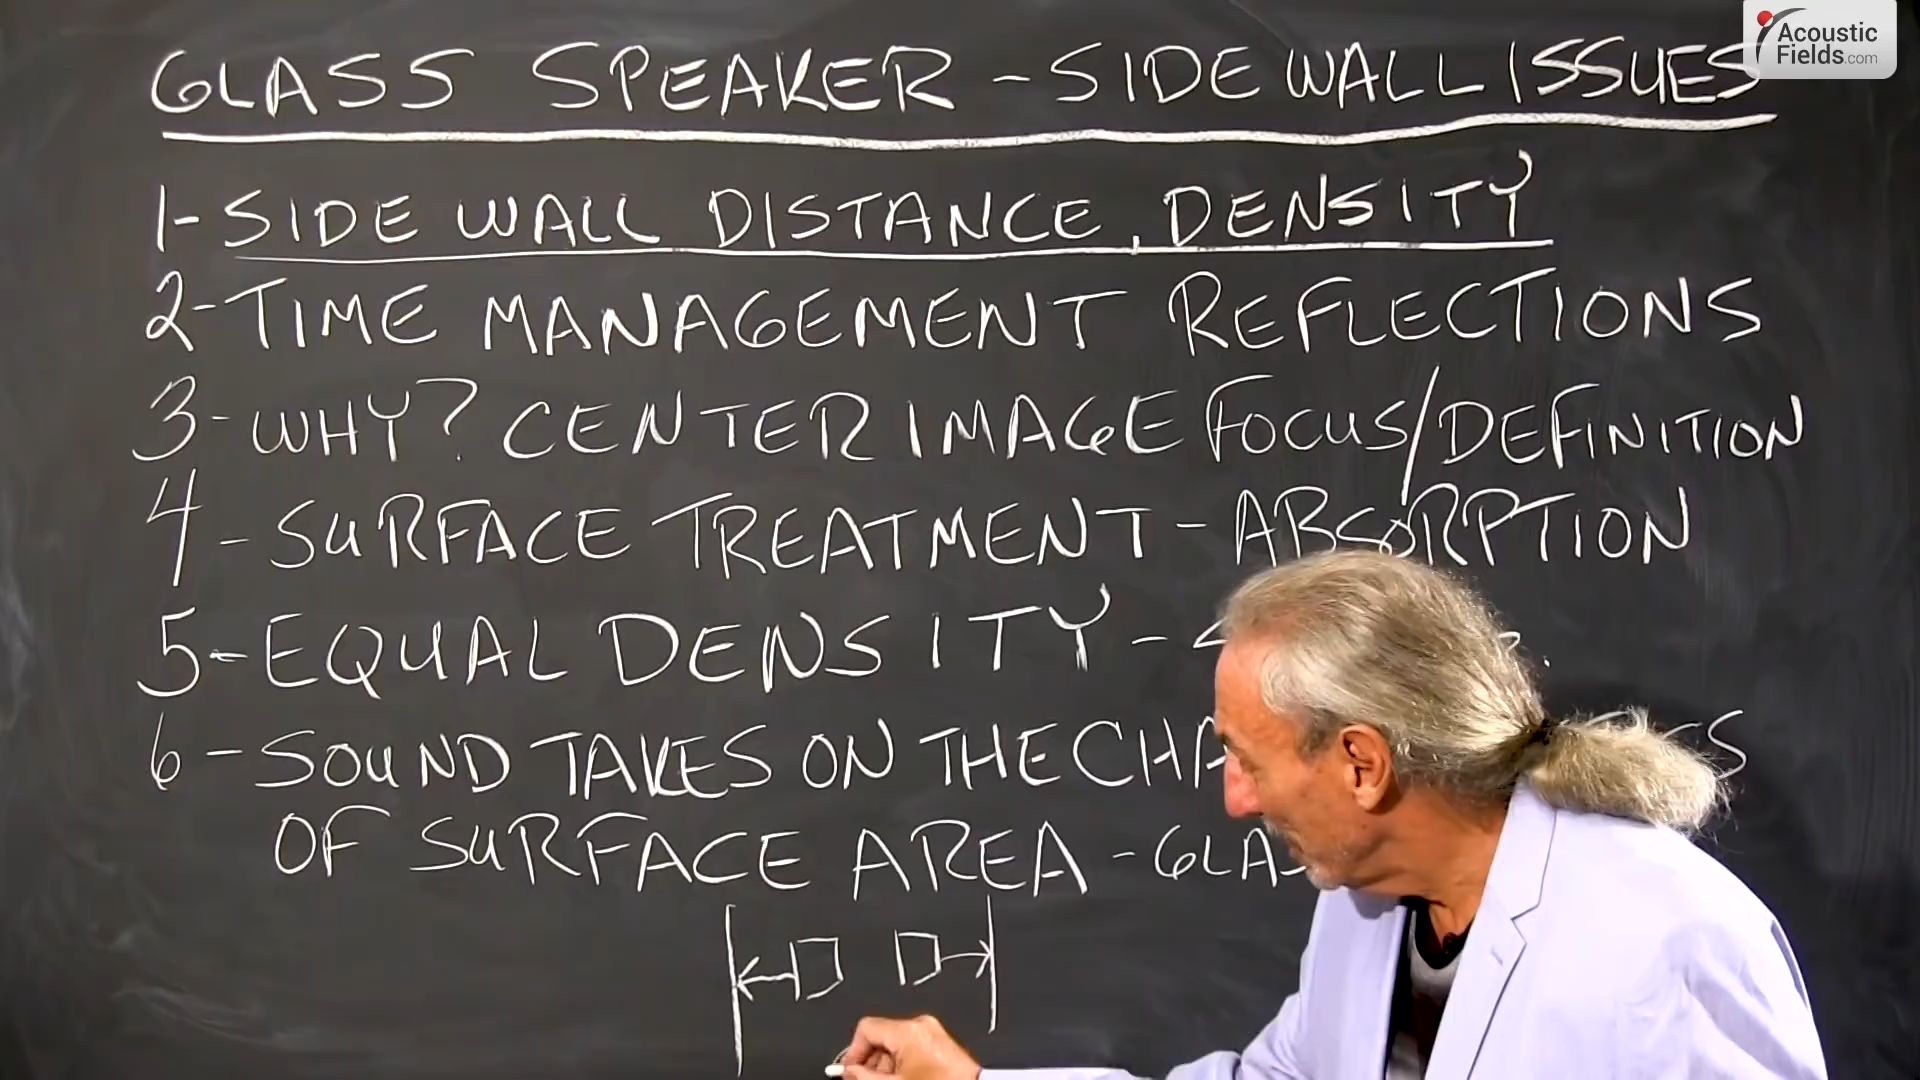 Acoustic
Fields.com
GLASS SPEAKER - SIDE WALL ISSUES
1- SIDE WALL DISTANCE, DENSITY
2- TIME MANAGEMENT REFLECTIONS
3- WHY? CENTER IMAGE FOCUS/DEFINITION
4 - SURFACE TREATMENT - ABSORPTION
5- EQUAL DENSITY -
6 - SOUND TAKES ON THE
OF SURFACE AREA -